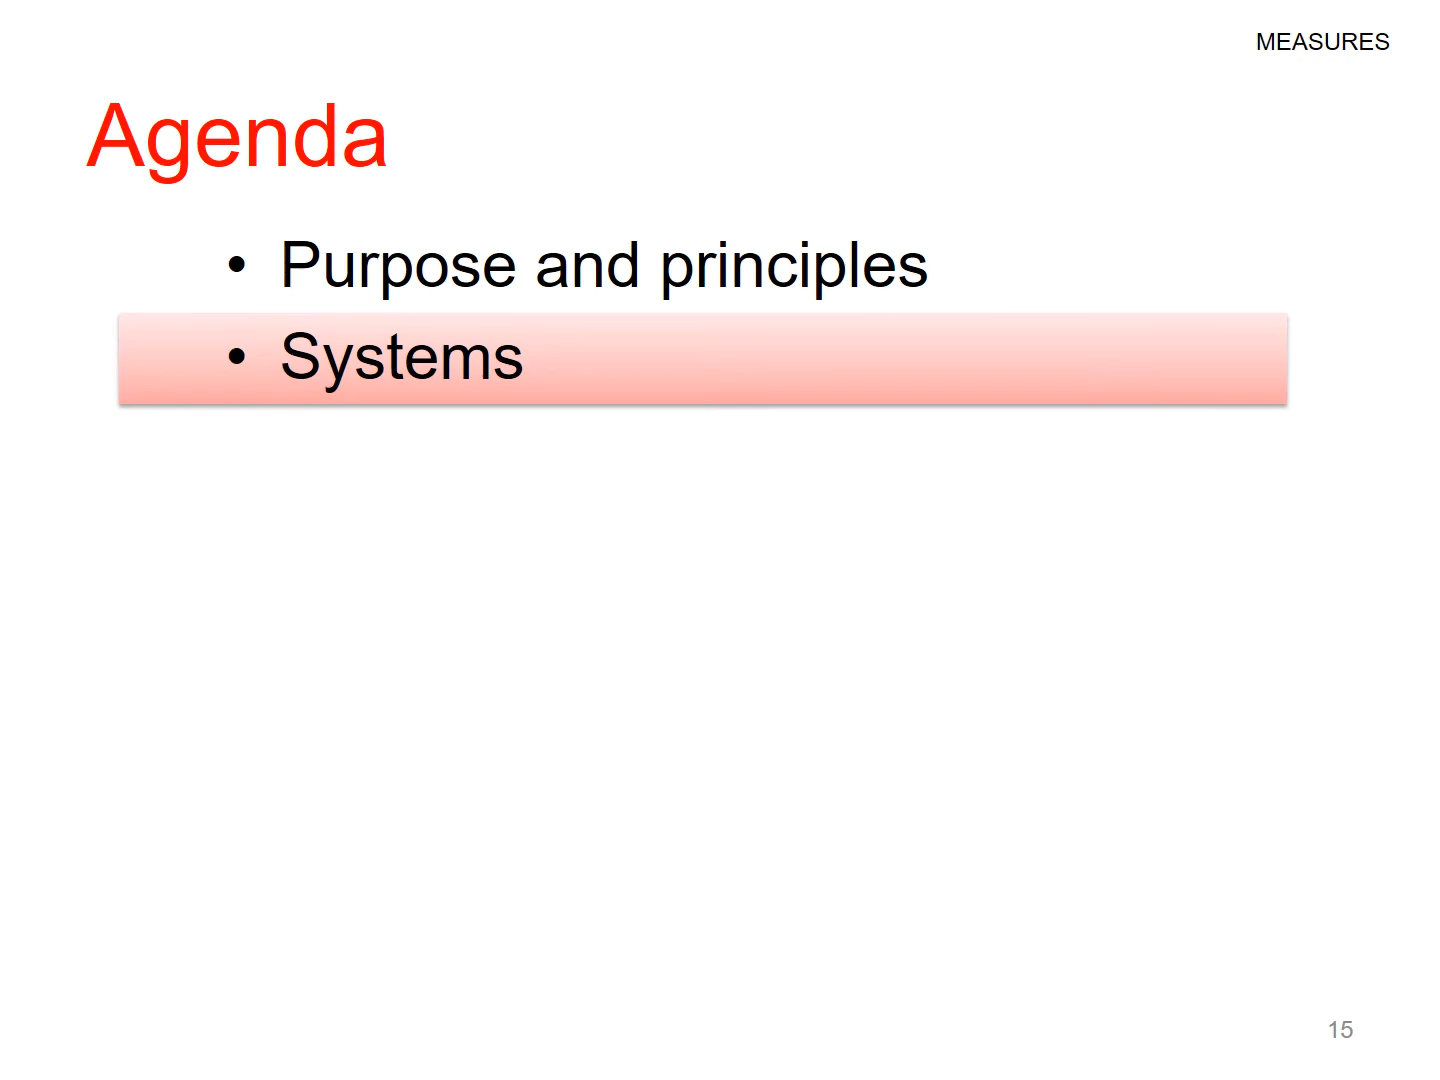 MEASURES
Agenda
• Purpose and principles
• Systems
15